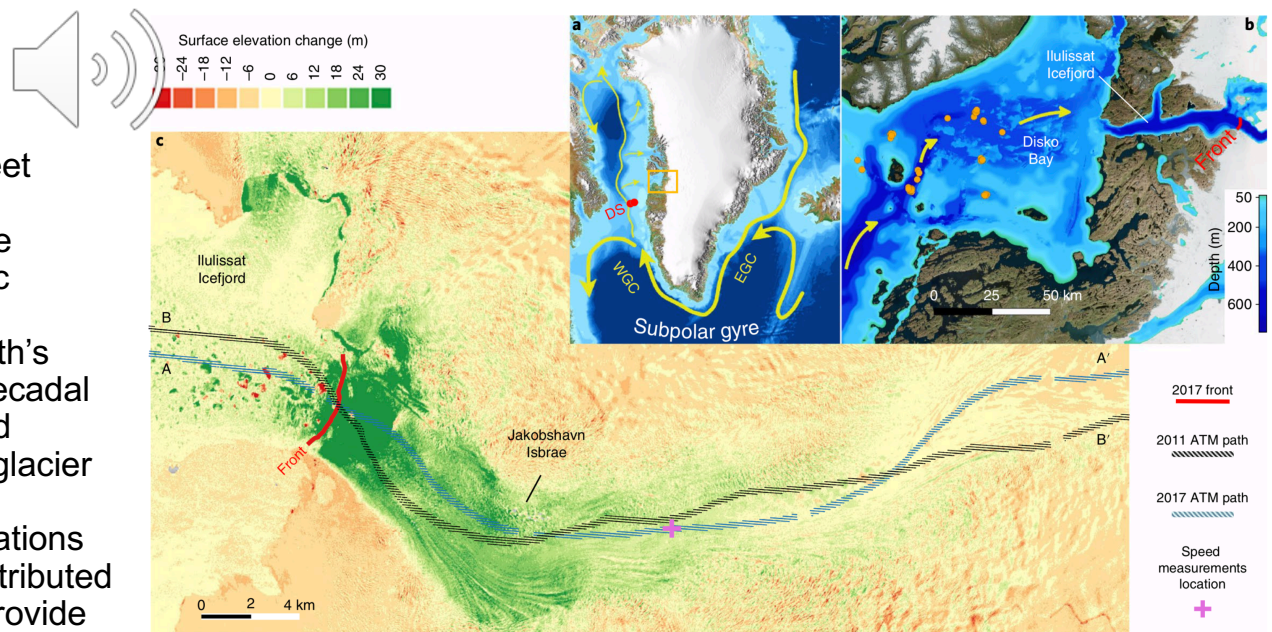 eet
e
c
th's
ecadal
d
glacier
ations
tributed
rovide
Surface elevation change (m)
−24 −18 −12 −6 0 6 12 18 24 30
c
Ilulissat
Icefjord
B
A
Front
Jakobshavn
Isbrae
A′
B′
0 2 4 km
a
DS
WGC
EGC
Subpolar gyre
b
Ilulissat
Icefjord
Disko
Bay
Front
0 25 50 km
Depth (m)
50
200
400
600
2017 front
2011 ATM path
2017 ATM path
Speed
measurements
location